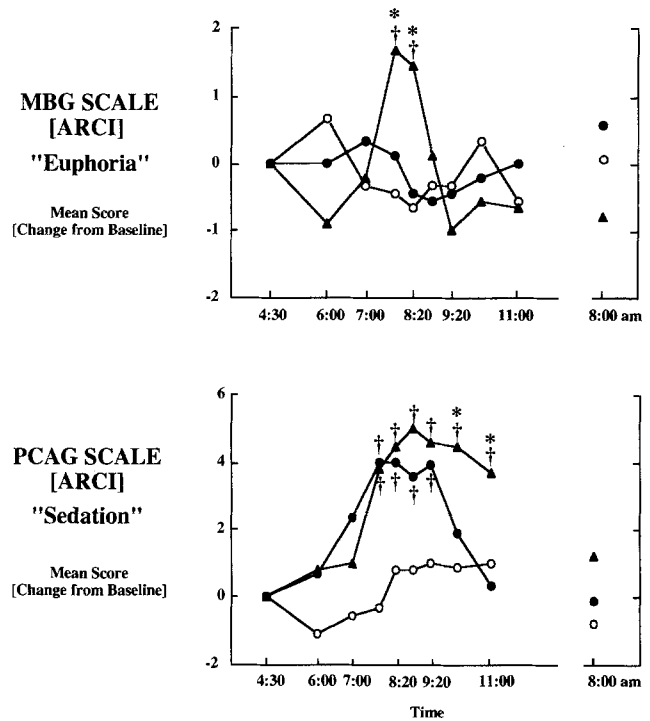 MBG SCALE
[ARCI]
"Euphoria"
Mean Score
[Change from Baseline]
2
1
0
-1
-2
* *
† †
4:30 6:00 7:00 8:20 9:20 11:00 8:00 am
PCAG SCALE
[ARCI]
"Sedation"
Mean Score
[Change from Baseline]
6
4
2
0
-2
* *
† † † † † †
† † † †
4:30 6:00 7:00 8:20 9:20 11:00 8:00 am
Time